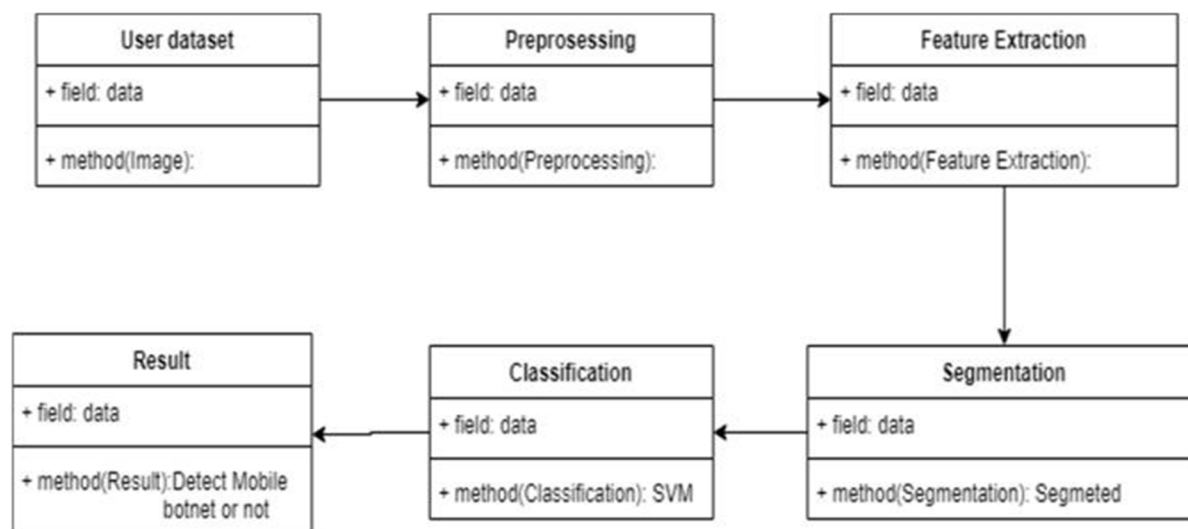 User dataset
+ field: data
+ method(Image):
Preprosessing
+ field: data
+ method(Preprocessing):
Feature Extraction
+ field: data
+ method(Feature Extraction):
Segmentation
+ field: data
+ method(Segmentation): Segmeted
Classification
+ field: data
+ method(Classification): SVM
Result
+ field: data
+ method(Result):Detect Mobile
botnet or not